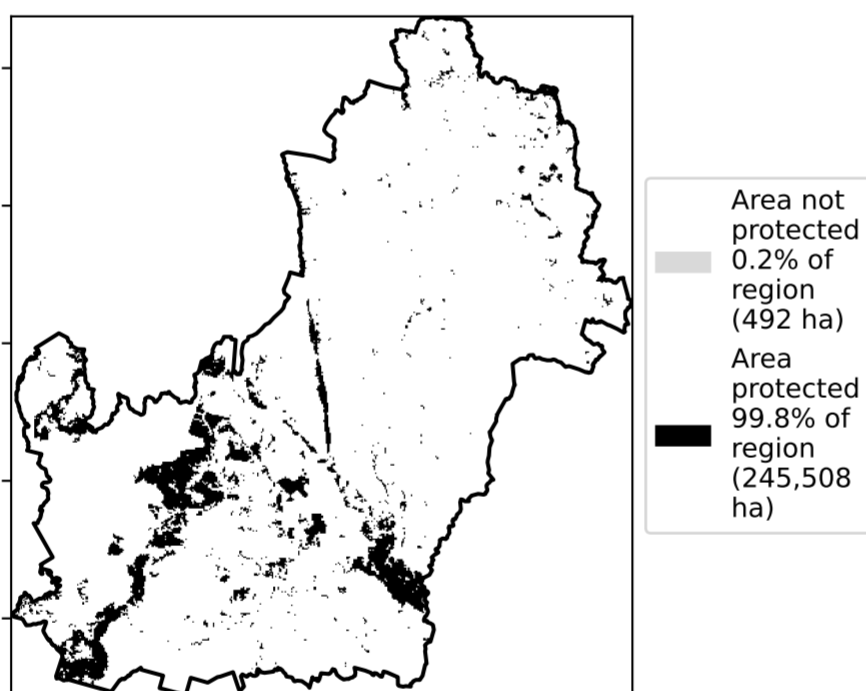 Area not
protected
0.2% of
region
(492 ha)
Area
protected
99.8% of
region
(245,508
ha)